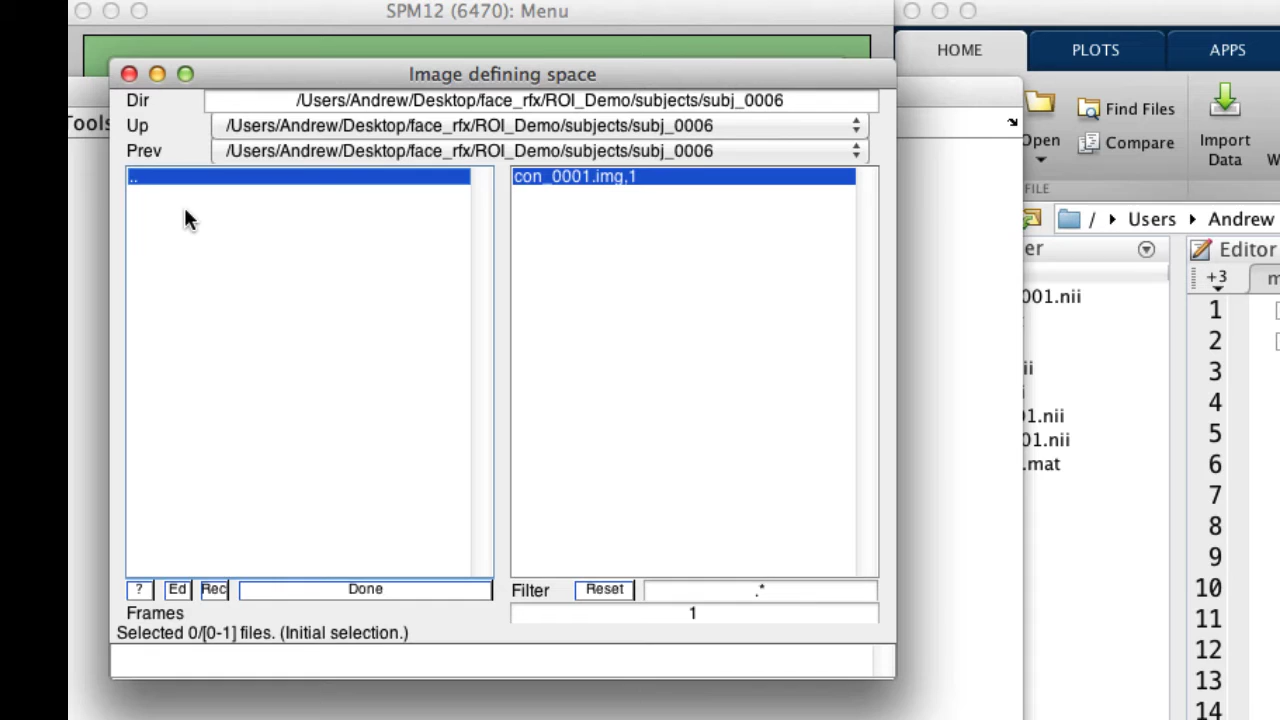 SPM12 (6470): Menu
HOME PLOTS APPS
Image defining space
Dir /Users/Andrew/Desktop/face_rfx/ROI_Demo/subjects/subj_0006
Up /Users/Andrew/Desktop/face_rfx/ROI_Demo/subjects/subj_0006
Prev /Users/Andrew/Desktop/face_rfx/ROI_Demo/subjects/subj_0006
Tools
.. con_0001.img,1
Find Files
Open Compare
Import
Data
FILE
/ Users Andrew
er
Editor
+3
001.nii
ii
i
01.nii
01.nii
.mat
1
2
3
4
5
6
7
8
9
10
11
12
13
14
? Ed Rec Done Filter Reset .*
Frames 1
Selected 0/[0-1] files. (Initial selection.)